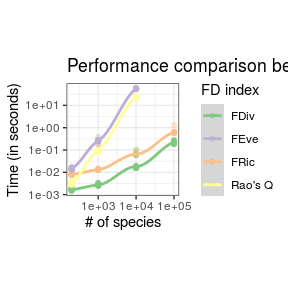 Performance comparison be
FD index
FDiv
FEve
FRic
Rao's Q
Time (in seconds)
1e+01
1e+00
1e-01
1e-02
1e-03
1e+03 1e+04 1e+05
# of species